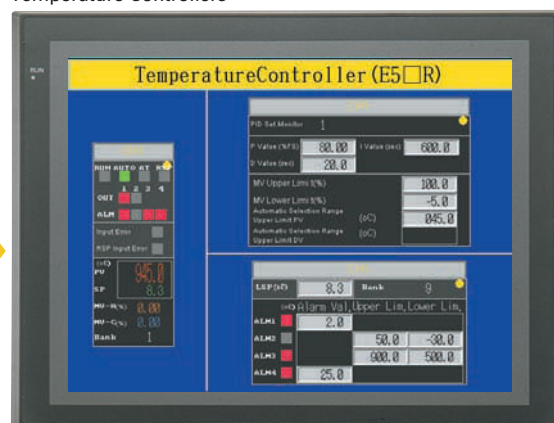 Temperature Controllers
RUN
TemperatureController(E5□R)
RUN AUTO AT
1 2 3 4
OUT
ALM
Input Error
RSP Input Error
(oC)
PV 945.0
SP 8.3
MV-H(%) 0.00
MV-C(%) 0.00
Bank 1
PID Set Monitor 1
P Value (%FS) 80.00 I Value (sec) 600.0
D Value (sec) 20.0
MV Upper Limit(%) 100.0
MV Lower Limit(%) -5.0
Automatic Selection Range
Upper Limit PV (oC) 045.0
Automatic Selection Range
Upper Limit DV (oC)
LSP(oC) 8.3 Bank 9
(oC) Alarm Val, Upper Lim, Lower Lim,
ALM1 2.0
ALM2 50.0 -30.0
ALM3 900.0 500.0
ALM4 25.0